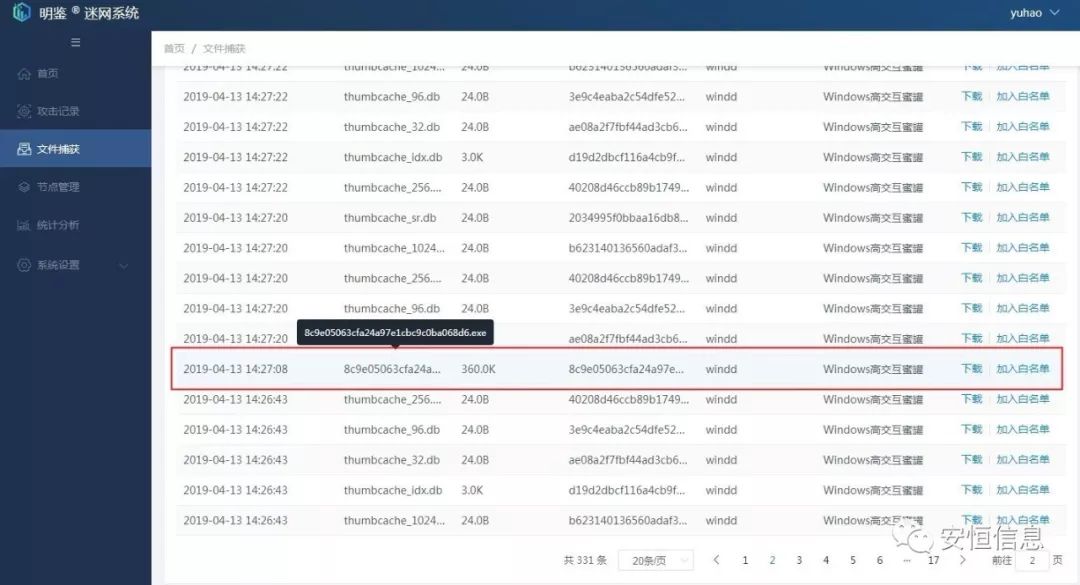 明鉴 ® 迷网系统
yuhao
首页 / 文件捕获
首页
攻击记录
文件捕获
节点管理
统计分析
系统设置
2019-04-13 14:27:22 thumbcache_1024... 24.0B b623140136560adaf3... windd Windows高交互蜜罐 下载 加入白名单
2019-04-13 14:27:22 thumbcache_96.db 24.0B 3e9c4eaba2c54dfe52... windd Windows高交互蜜罐 下载 加入白名单
2019-04-13 14:27:22 thumbcache_32.db 24.0B ae08a2f7fbf44ad3cb6... windd Windows高交互蜜罐 下载 加入白名单
2019-04-13 14:27:22 thumbcache_idx.db 3.0K d19d2dbcf116a4cb9f... windd Windows高交互蜜罐 下载 加入白名单
2019-04-13 14:27:22 thumbcache_256.... 24.0B 40208d46ccb89b1749... windd Windows高交互蜜罐 下载 加入白名单
2019-04-13 14:27:20 thumbcache_sr.db 24.0B 2034995f0bbaa16db8... windd Windows高交互蜜罐 下载 加入白名单
2019-04-13 14:27:20 thumbcache_1024... 24.0B b623140136560adaf3... windd Windows高交互蜜罐 下载 加入白名单
2019-04-13 14:27:20 thumbcache_256.... 24.0B 40208d46ccb89b1749... windd Windows高交互蜜罐 下载 加入白名单
2019-04-13 14:27:20 thumbcache_96.db 24.0B 3e9c4eaba2c54dfe52... windd Windows高交互蜜罐 下载 加入白名单
8c9e05063cfa24a97e1cbc9c0ba068d6.exe
2019-04-13 14:27:20 ae08a2f7fbf44ad3cb6... windd Windows高交互蜜罐 下载 加入白名单
2019-04-13 14:27:08 8c9e05063cfa24a... 360.0K 8c9e05063cfa24a97e... windd Windows高交互蜜罐 下载 加入白名单
2019-04-13 14:26:43 thumbcache_256.... 24.0B 40208d46ccb89b1749... windd Windows高交互蜜罐 下载 加入白名单
2019-04-13 14:26:43 thumbcache_96.db 24.0B 3e9c4eaba2c54dfe52... windd Windows高交互蜜罐 下载 加入白名单
2019-04-13 14:26:43 thumbcache_32.db 24.0B ae08a2f7fbf44ad3cb6... windd Windows高交互蜜罐 下载 加入白名单
2019-04-13 14:26:43 thumbcache_idx.db 3.0K d19d2dbcf116a4cb9f... windd Windows高交互蜜罐 下载 加入白名单
2019-04-13 14:26:43 thumbcache_1024... 24.0B b623140136560adaf3... windd Windows高交互蜜罐 下载 加入白名单
安恒信息
共 331 条 20条/页 1 2 3 4 5 6 ... 17 前往 2 页